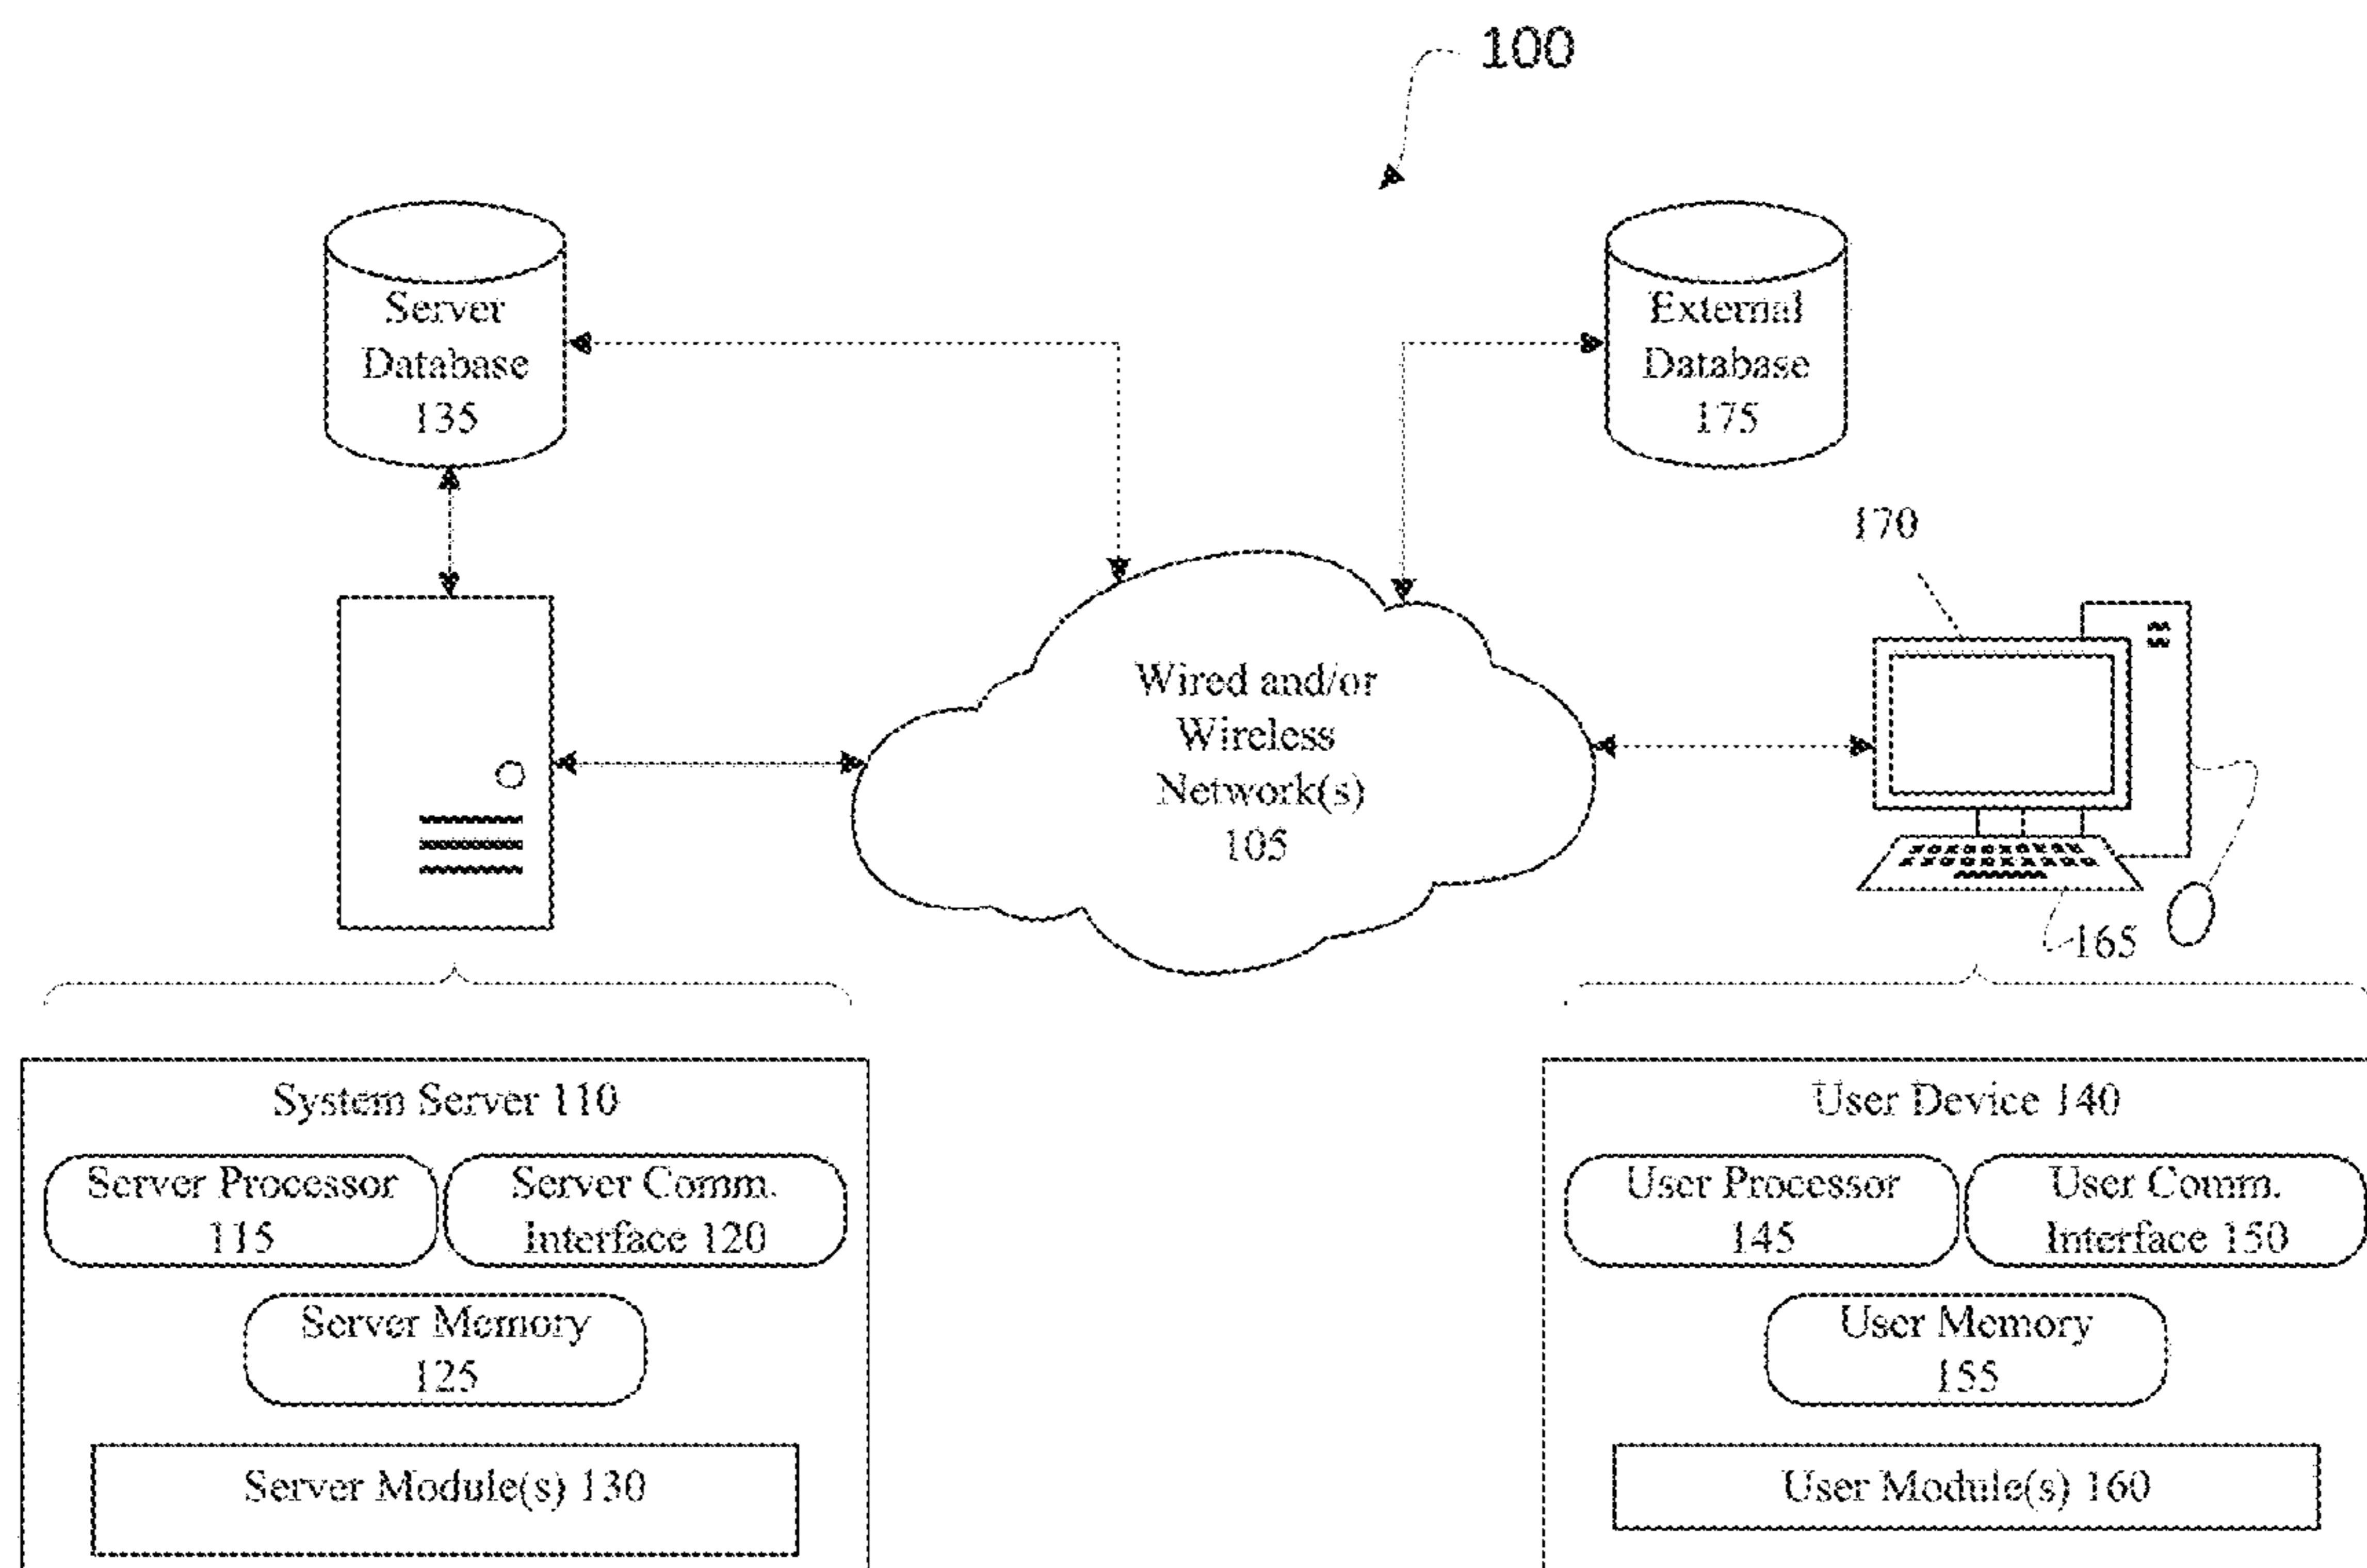 100
Server
Database
135
External
Database
175
170
Wired and/or
Wireless
Network(s)
105
165
System Server 110
Server Processor
115
Server Comm.
Interface 120
Server Memory
125
Server Module(s) 130
User Device 140
User Processor
145
User Comm.
Interface 150
User Memory
155
User Module(s) 160